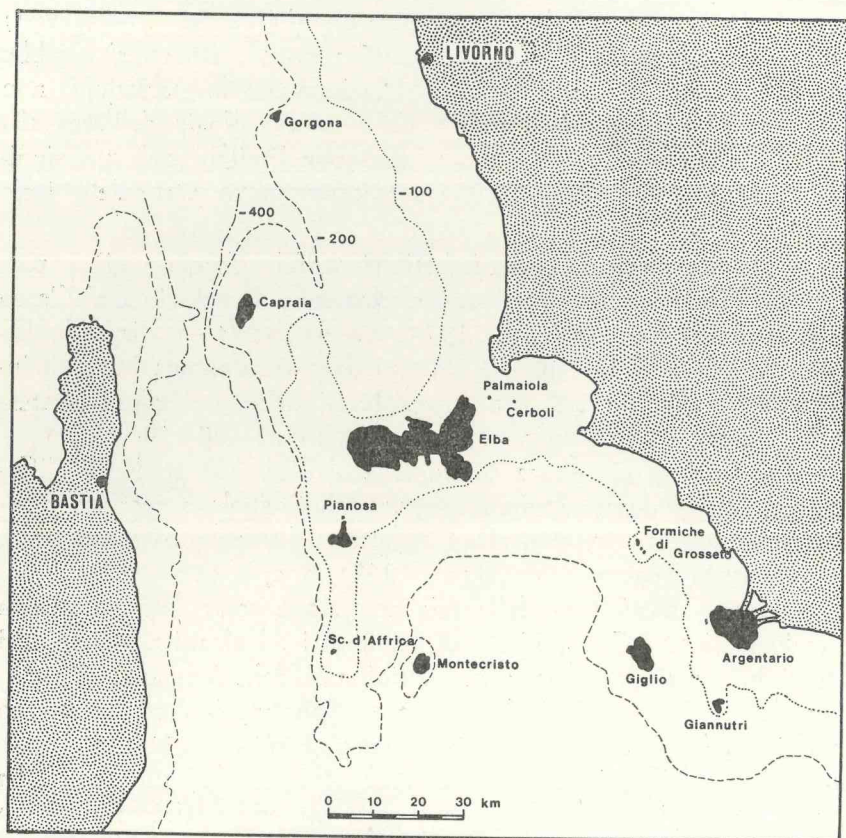 LIVORNO
Gorgona
-100
-400
-200
Capraia
Palmaiola
Cerboli
Elba
BASTIA
Pianosa
Formiche
di
Grosseto
Sc. d'Affrica
Montecristo
Giglio
Argentario
Giannutri
0 10 20 30 km